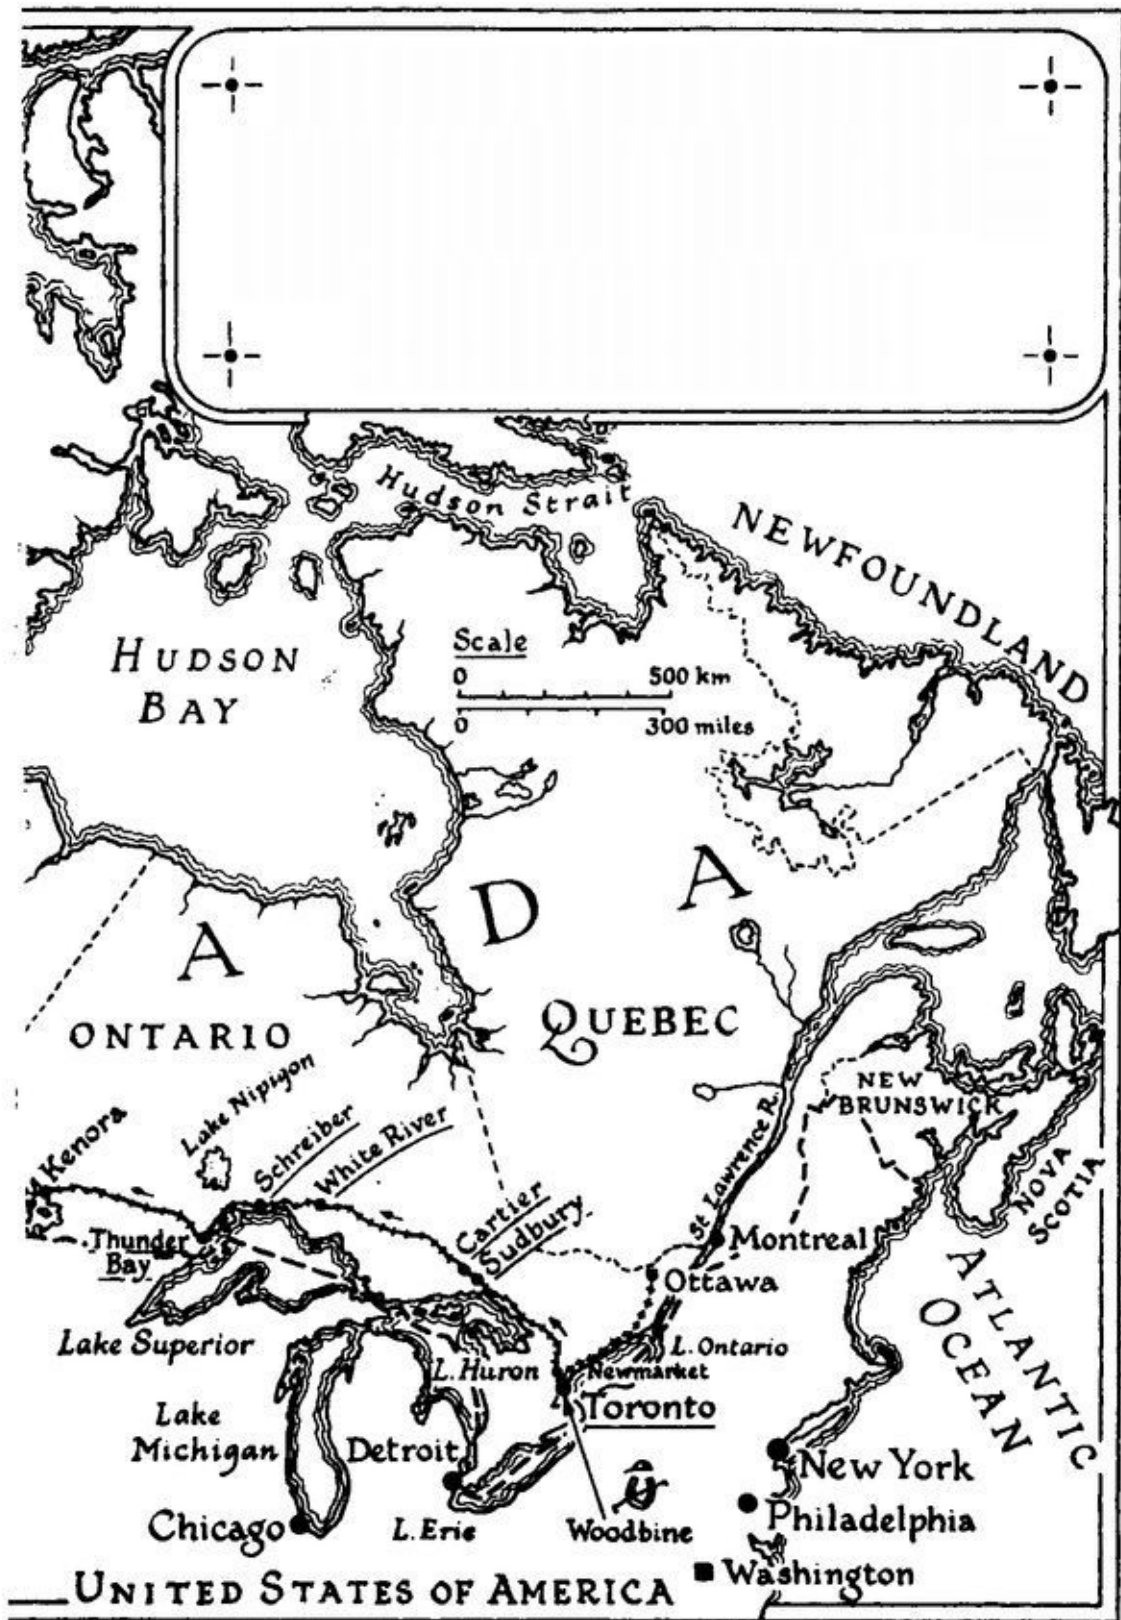 Hudson Strait
NEWFOUNDLAND
HUDSON
BAY
Scale
0 500 km
0 300 miles
A D A
ONTARIO
QUEBEC
Kenora
Lake Nipigon
Schreiber
White River
Cartier
Sudbury
NEW
BRUNSWICK
NOVA
SCOTIA
St Lawrence R.
Thunder
Bay
Montreal
Ottawa
Lake Superior
L. Huron
Newmarket
L. Ontario
Toronto
ATLANTIC
OCEAN
Lake
Michigan
Detroit
New York
Chicago
L. Erie
Woodbine
Philadelphia
Washington
UNITED STATES OF AMERICA